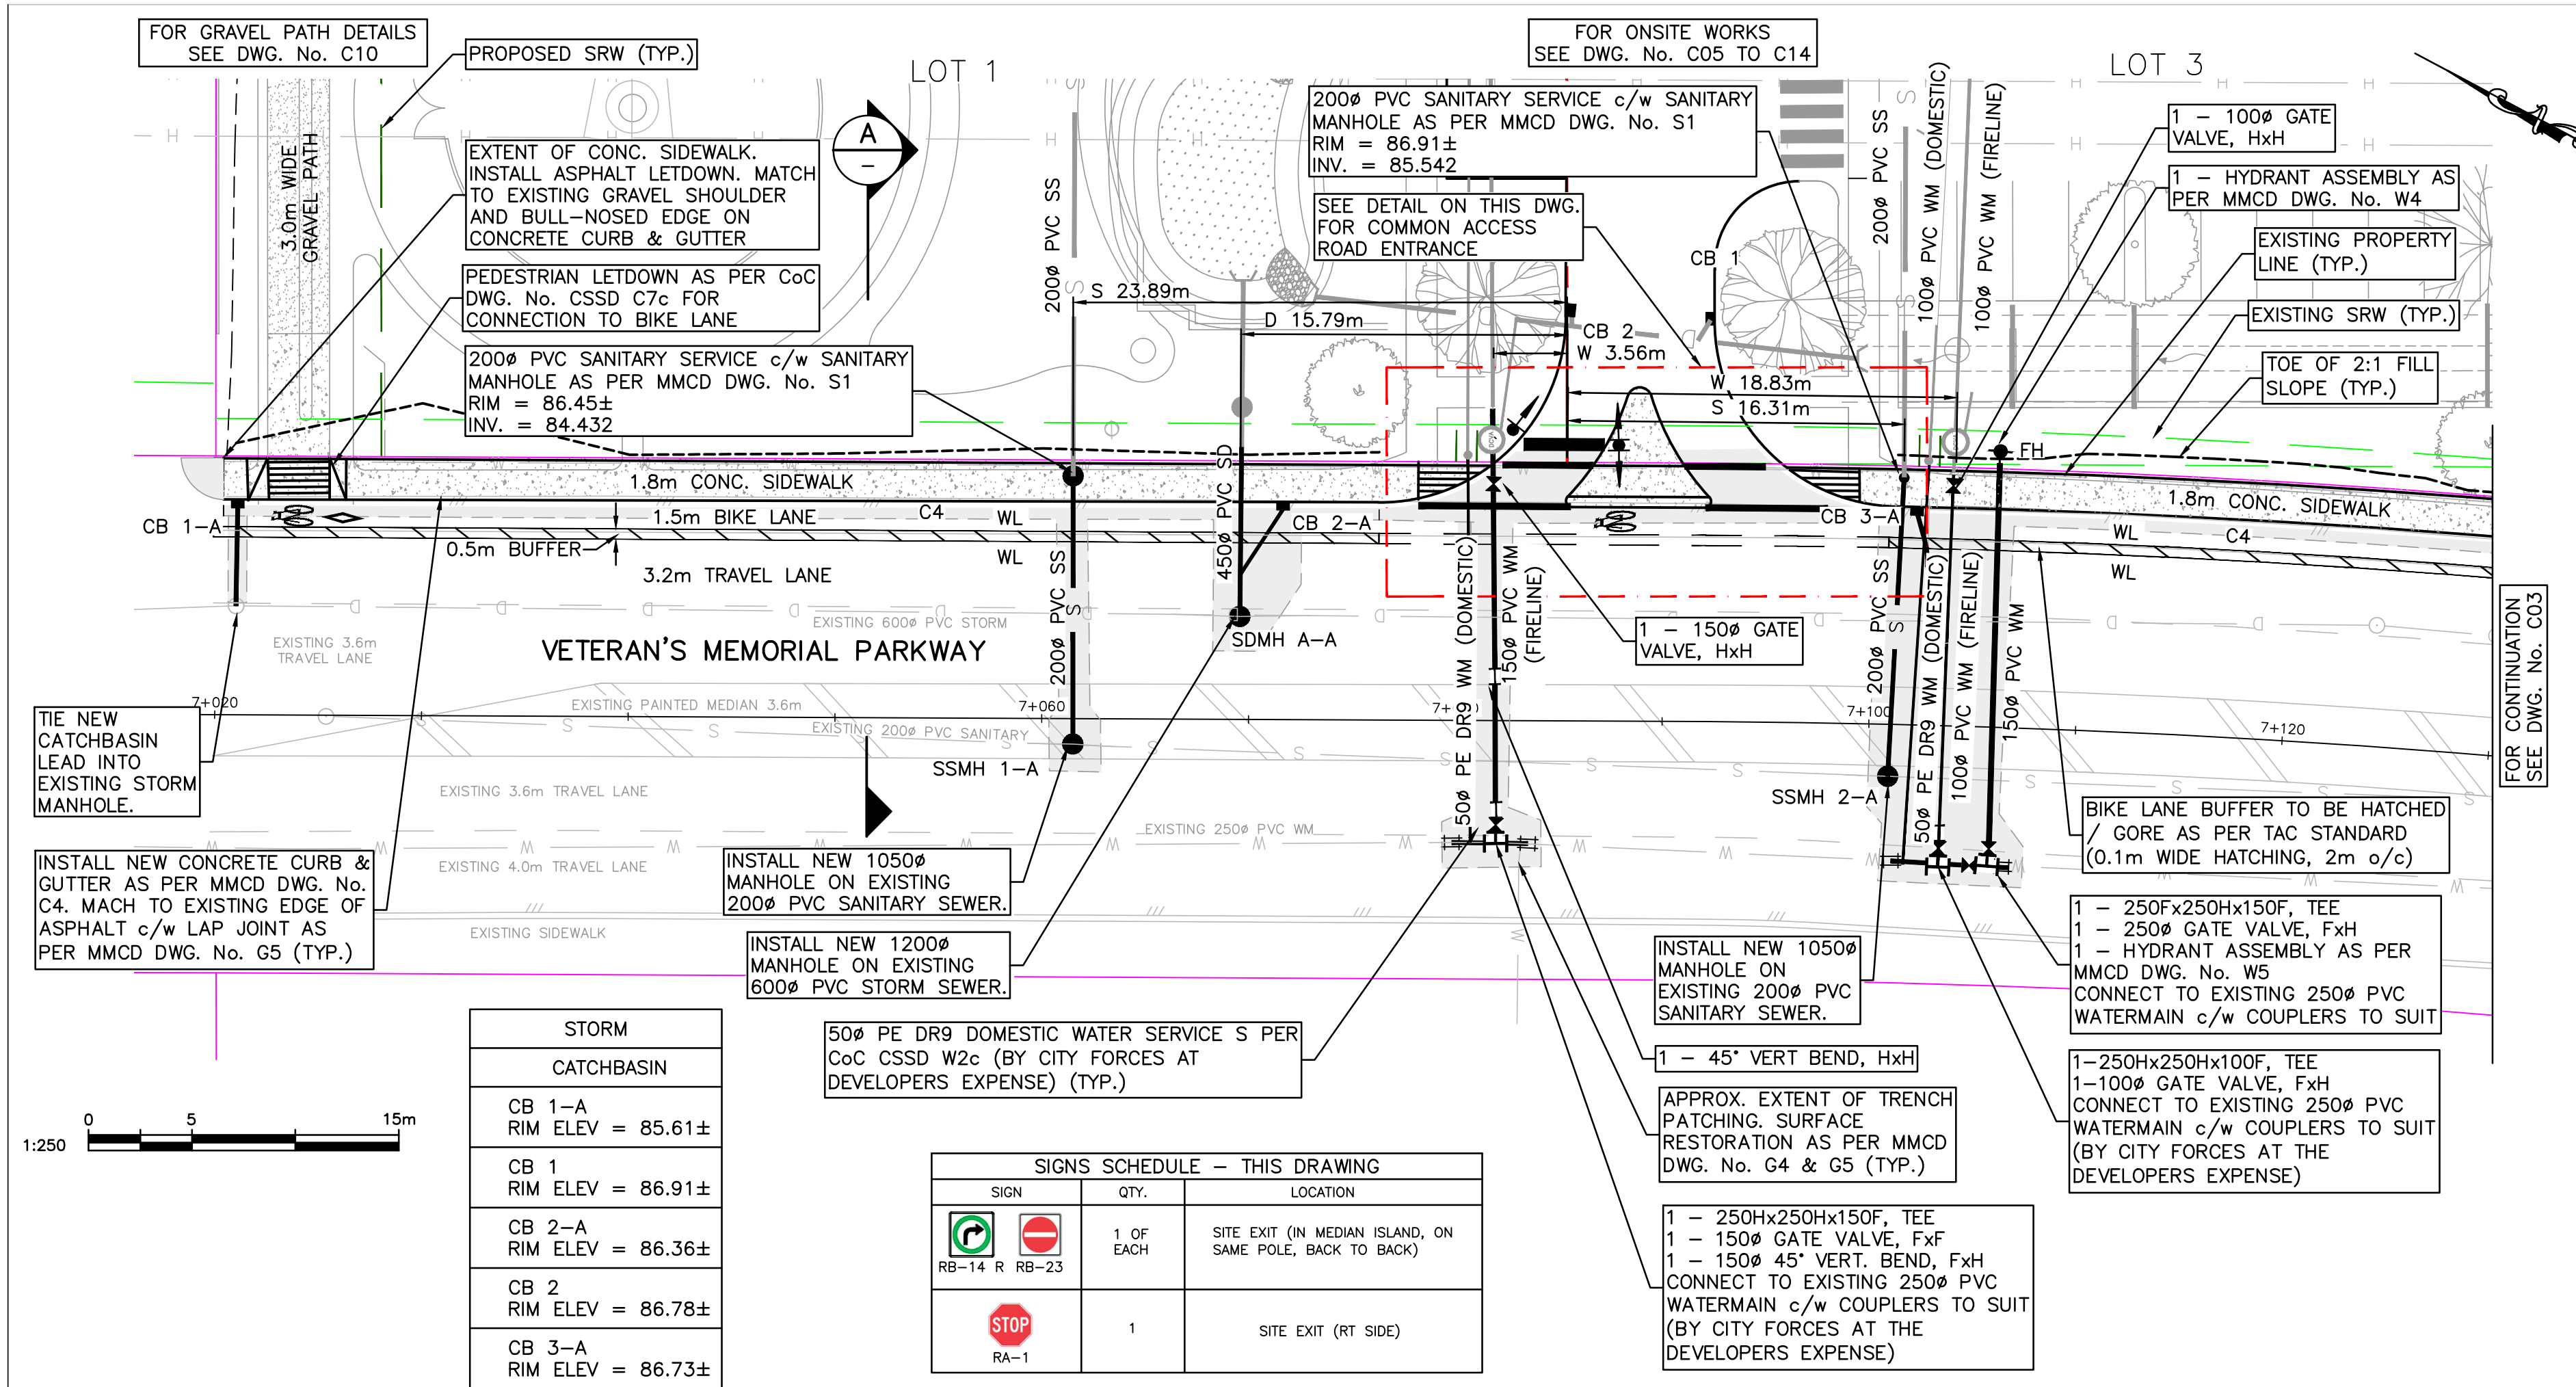 FOR GRAVEL PATH DETAILS
SEE DWG. No. C10
PROPOSED SRW (TYP.)
LOT 1
FOR ONSITE WORKS
SEE DWG. No. C05 TO C14
LOT 3
3.0m WIDE
GRAVEL PATH
EXTENT OF CONC. SIDEWALK.
INSTALL ASPHALT LETDOWN. MATCH
TO EXISTING GRAVEL SHOULDER
AND BULL-NOSED EDGE ON
CONCRETE CURB & GUTTER
A
-
200ø PVC SANITARY SERVICE c/w SANITARY
MANHOLE AS PER MMCD DWG. No. S1
RIM = 86.91±
INV. = 85.542
SEE DETAIL ON THIS DWG.
FOR COMMON ACCESS
ROAD ENTRANCE
1 - 100ø GATE
VALVE, HxH
1 - HYDRANT ASSEMBLY AS
PER MMCD DWG. No. W4
EXISTING PROPERTY
LINE (TYP.)
EXISTING SRW (TYP.)
TOE OF 2:1 FILL
SLOPE (TYP.)
PEDESTRIAN LETDOWN AS PER CoC
DWG. No. CSSD C7c FOR
CONNECTION TO BIKE LANE
200ø PVC SANITARY SERVICE c/w SANITARY
MANHOLE AS PER MMCD DWG. No. S1
RIM = 86.45±
INV. = 84.432
200ø PVC SS
S
S
200ø PVC SS
S
S
100ø PVC WM (DOMESTIC)
100ø PVC WM (FIRELINE)
H H H H H H H H H
CB 1
CB 2
S 23.89m
D 15.79m
W 3.56m
W 18.83m
S 16.31m
D
FH
1.8m CONC. SIDEWALK
1.8m CONC. SIDEWALK
CB 1-A
1.5m BIKE LANE
C4
WL
WL
0.5m BUFFER
3.2m TRAVEL LANE
CB 2-A
CB 3-A
WL
C4
WL
450ø PVC SD
200ø PVC SS
S
50ø PE DR9 WM (DOMESTIC)
150ø PVC WM
(FIRELINE)
200ø PVC SS
S
50ø PE DR9 WM (DOMESTIC)
100ø PVC WM (FIRELINE)
150ø PVC WM
D D D D D D D
EXISTING 600ø PVC STORM
EXISTING 3.6m
TRAVEL LANE
VETERAN'S MEMORIAL PARKWAY
SDMH A-A
1 - 150ø GATE
VALVE, HxH
FOR CONTINUATION
SEE DWG. No. C03
TIE NEW
CATCHBASIN
LEAD INTO
EXISTING STORM
MANHOLE.
7+020
7+060
7+100
7+120
EXISTING PAINTED MEDIAN 3.6m
EXISTING 200ø PVC SANITARY
S S S S S S S S S
SSMH 1-A
SSMH 2-A
EXISTING 3.6m TRAVEL LANE
EXISTING 250ø PVC WM
W W W W W W W W W
EXISTING 4.0m TRAVEL LANE
EXISTING SIDEWALK
BIKE LANE BUFFER TO BE HATCHED
/ GORE AS PER TAC STANDARD
(0.1m WIDE HATCHING, 2m o/c)
INSTALL NEW CONCRETE CURB &
GUTTER AS PER MMCD DWG. No.
C4. MACH TO EXISTING EDGE OF
ASPHALT c/w LAP JOINT AS
PER MMCD DWG. No. G5 (TYP.)
INSTALL NEW 1050ø
MANHOLE ON EXISTING
200ø PVC SANITARY SEWER.
INSTALL NEW 1200ø
MANHOLE ON EXISTING
600ø PVC STORM SEWER.
INSTALL NEW 1050ø
MANHOLE ON
EXISTING 200ø PVC
SANITARY SEWER.
1 - 250Fx250Hx150F, TEE
1 - 250ø GATE VALVE, FxH
1 - HYDRANT ASSEMBLY AS PER
MMCD DWG. No. W5
CONNECT TO EXISTING 250ø PVC
WATERMAIN c/w COUPLERS TO SUIT
50ø PE DR9 DOMESTIC WATER SERVICE S PER
CoC CSSD W2c (BY CITY FORCES AT
DEVELOPERS EXPENSE) (TYP.)
1 - 45° VERT BEND, HxH
1-250Hx250Hx100F, TEE
1-100ø GATE VALVE, FxH
CONNECT TO EXISTING 250ø PVC
WATERMAIN c/w COUPLERS TO SUIT
(BY CITY FORCES AT THE
DEVELOPERS EXPENSE)
APPROX. EXTENT OF TRENCH
PATCHING. SURFACE
RESTORATION AS PER MMCD
DWG. No. G4 & G5 (TYP.)
1 - 250Hx250Hx150F, TEE
1 - 150ø GATE VALVE, FxF
1 - 150ø 45° VERT. BEND, FxH
CONNECT TO EXISTING 250ø PVC
WATERMAIN c/w COUPLERS TO SUIT
(BY CITY FORCES AT THE
DEVELOPERS EXPENSE)
0 5 15m
1:250
STORM
CATCHBASIN
CB 1-A
RIM ELEV = 85.61±
CB 1
RIM ELEV = 86.91±
CB 2-A
RIM ELEV = 86.36±
CB 2
RIM ELEV = 86.78±
CB 3-A
RIM ELEV = 86.73±
SIGNS SCHEDULE - THIS DRAWING
SIGN QTY. LOCATION
RB-14 R RB-23
1 OF
EACH
SITE EXIT (IN MEDIAN ISLAND, ON
SAME POLE, BACK TO BACK)
STOP
RA-1
1
SITE EXIT (RT SIDE)